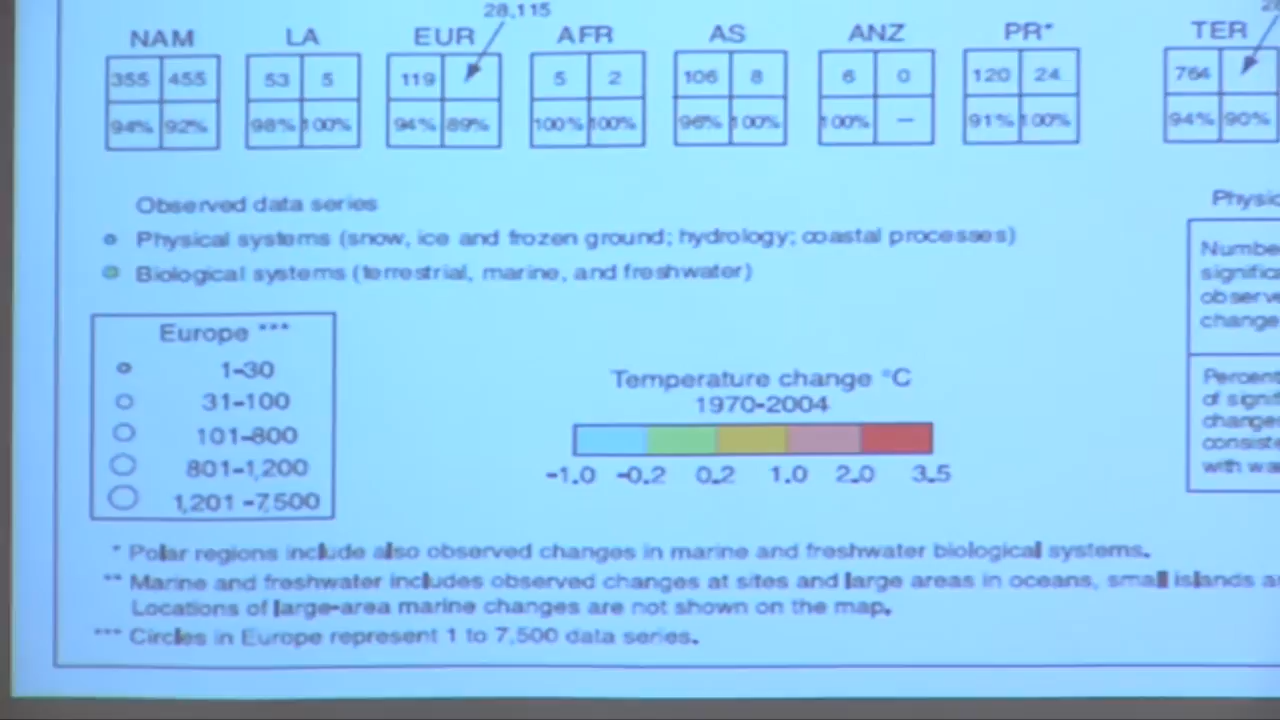 28,115
NAM LA EUR AFR AS ANZ PR* TER
355 455 53 5 119 5 2 106 8 6 0 120 24 764
94% 92% 98% 100% 94% 89% 100% 100% 96% 100% 100% – 91% 100% 94% 90%
Observed data series
Physical systems (snow, ice and frozen ground; hydrology; coastal processes)
Biological systems (terrestrial, marine, and freshwater)
Europe ***
1–30
31–100
101–800
801–1,200
1,201 –7,500
Temperature change °C
1970-2004
-1.0 -0.2 0.2 1.0 2.0 3.5
* Polar regions include also observed changes in marine and freshwater biological systems.
** Marine and freshwater includes observed changes at sites and large areas in oceans, small islands
Locations of large-area marine changes are not shown on the map.
*** Circles in Europe represent 1 to 7,500 data series.